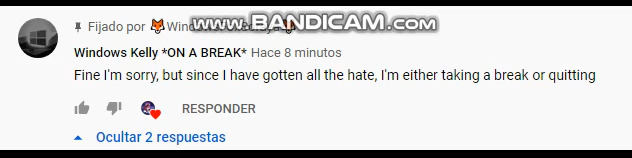 www.BANDICAM.com
Fijado por 🦊Windows
Windows Kelly *ON A BREAK* Hace 8 minutos
Fine I'm sorry, but since I have gotten all the hate, I'm either taking a break or quitting
RESPONDER
Ocultar 2 respuestas